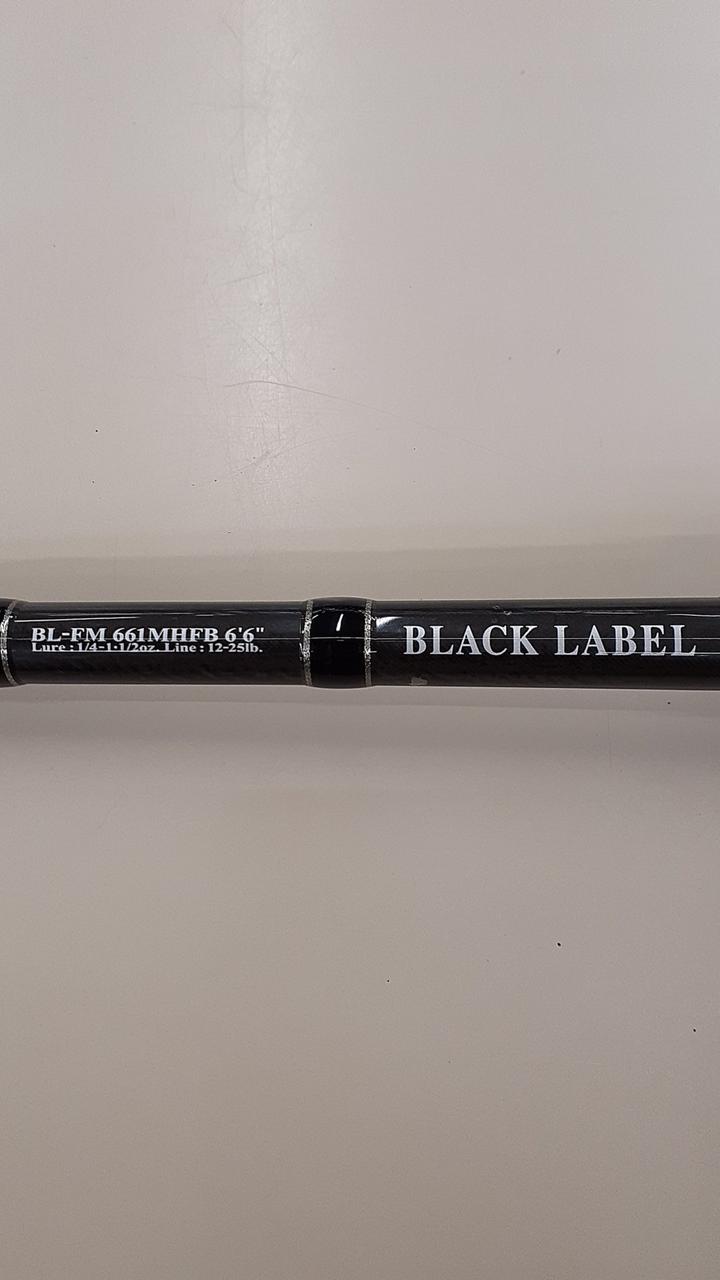 BL-FM 661MHFB 6'6"
Lure : 1/4-1·1/2oz. Line : 12-25lb.
BLACK LABEL